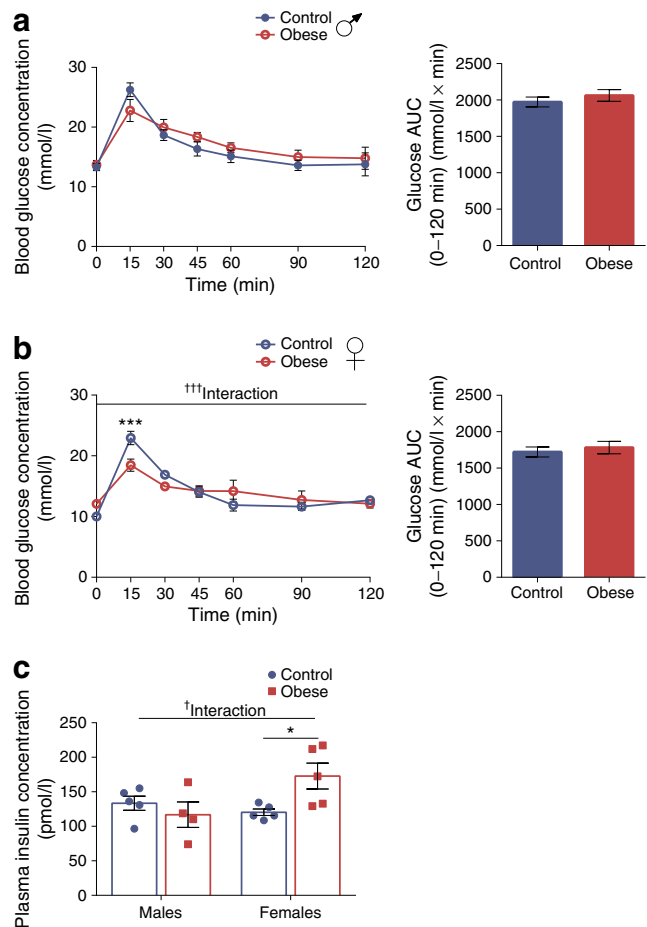 a
Control
Obese
Blood glucose concentration
(mmol/l)
30
20
10
0
0 15 30 45 60 90 120
Time (min)
Glucose AUC
(0–120 min) (mmol/l × min)
2500
2000
1500
1000
500
0
Control Obese
b
Control
Obese
†††Interaction
***
Blood glucose concentration
(mmol/l)
30
20
10
0
0 15 30 45 60 90 120
Time (min)
Glucose AUC
(0–120 min) (mmol/l × min)
2500
2000
1500
1000
500
0
Control Obese
c
Control
Obese
†Interaction
*
Plasma insulin concentration
(pmol/l)
250
200
150
100
50
0
Males Females